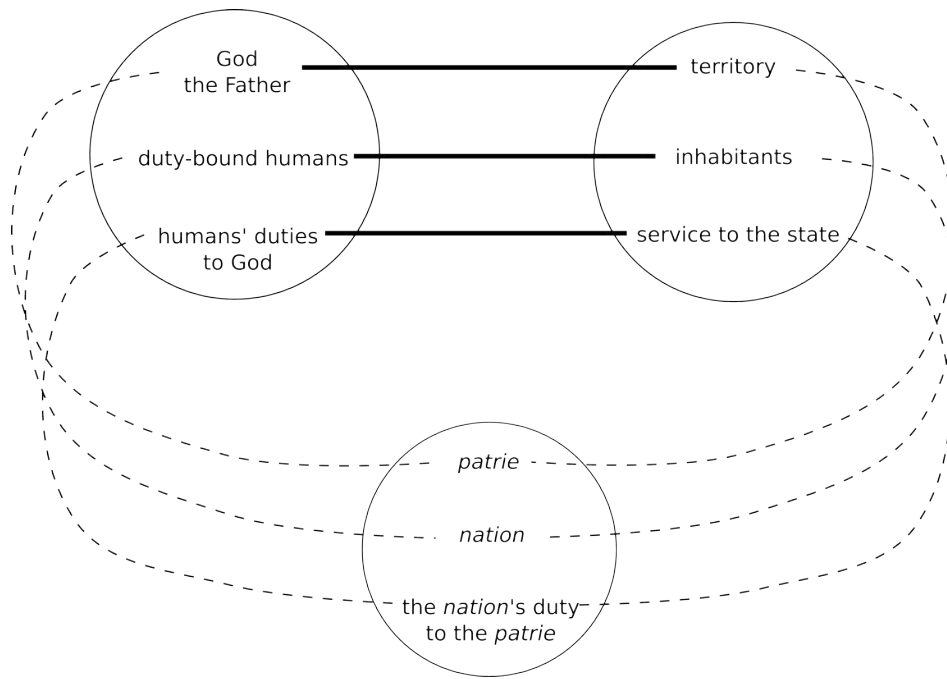 God
the Father
territory
duty-bound humans
inhabitants
humans' duties
to God
service to the state
patrie
nation
the nation's duty
to the patrie